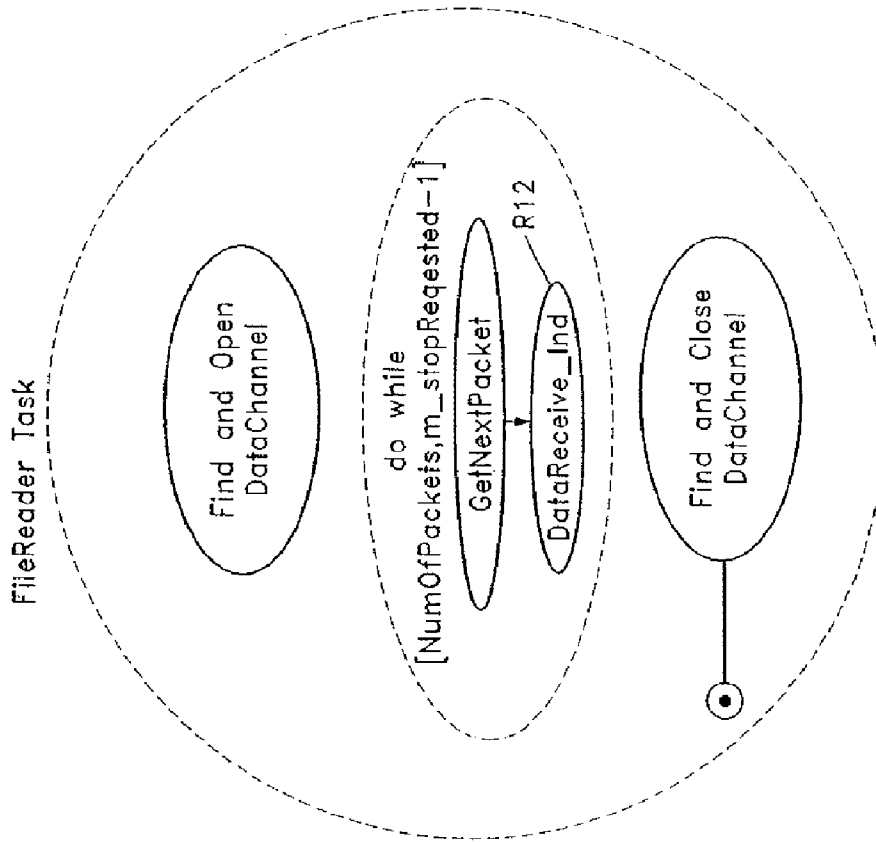 FileReader Task
Find and Open
DataChannel
do while
[NumOfPackets,m_stopReqested-1]
GetNextPacket
R12
DataReceive_Ind
Find and Close
DataChannel